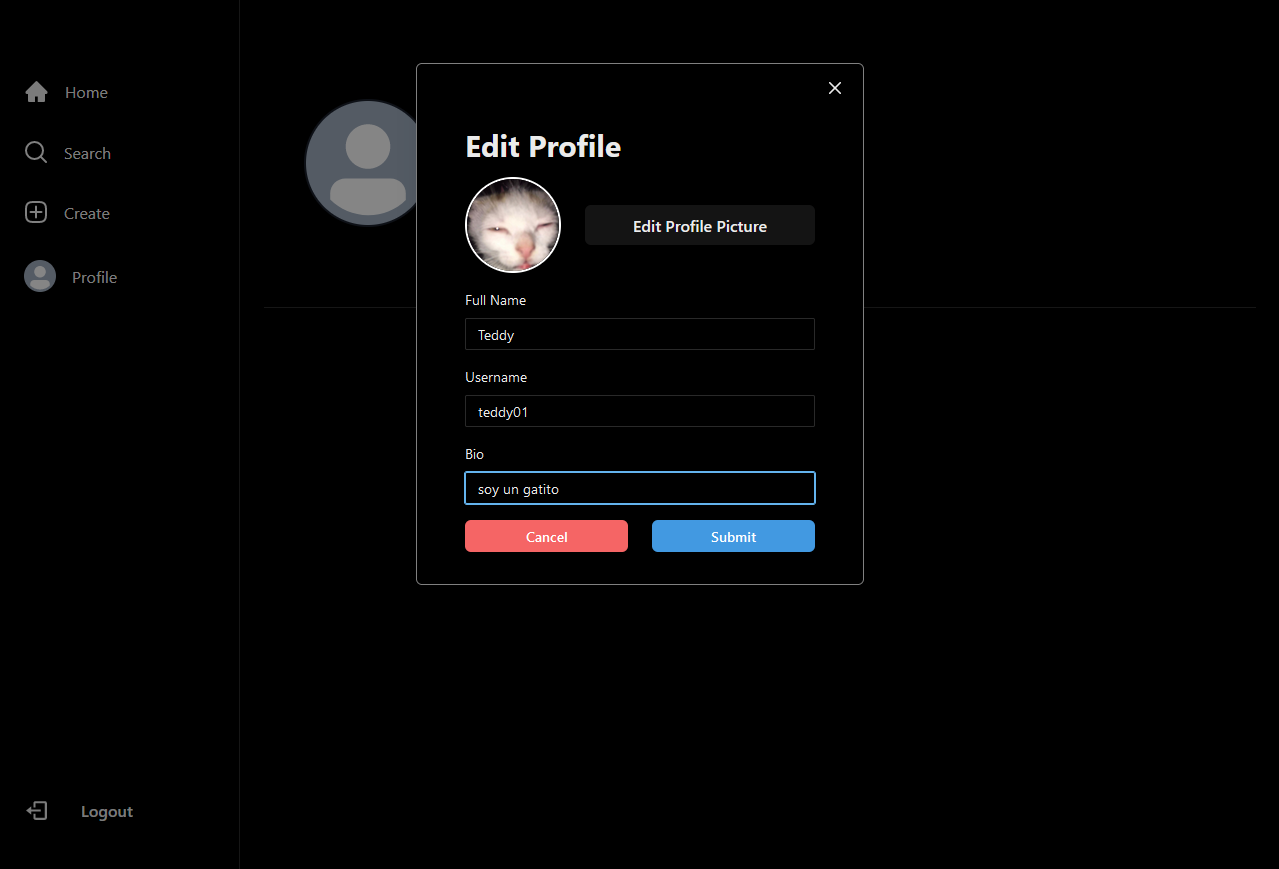 Home
Search
Create
Profile
Logout
Edit Profile
Edit Profile Picture
Full Name
Teddy
Username
teddy01
Bio
soy un gatito
Cancel
Submit